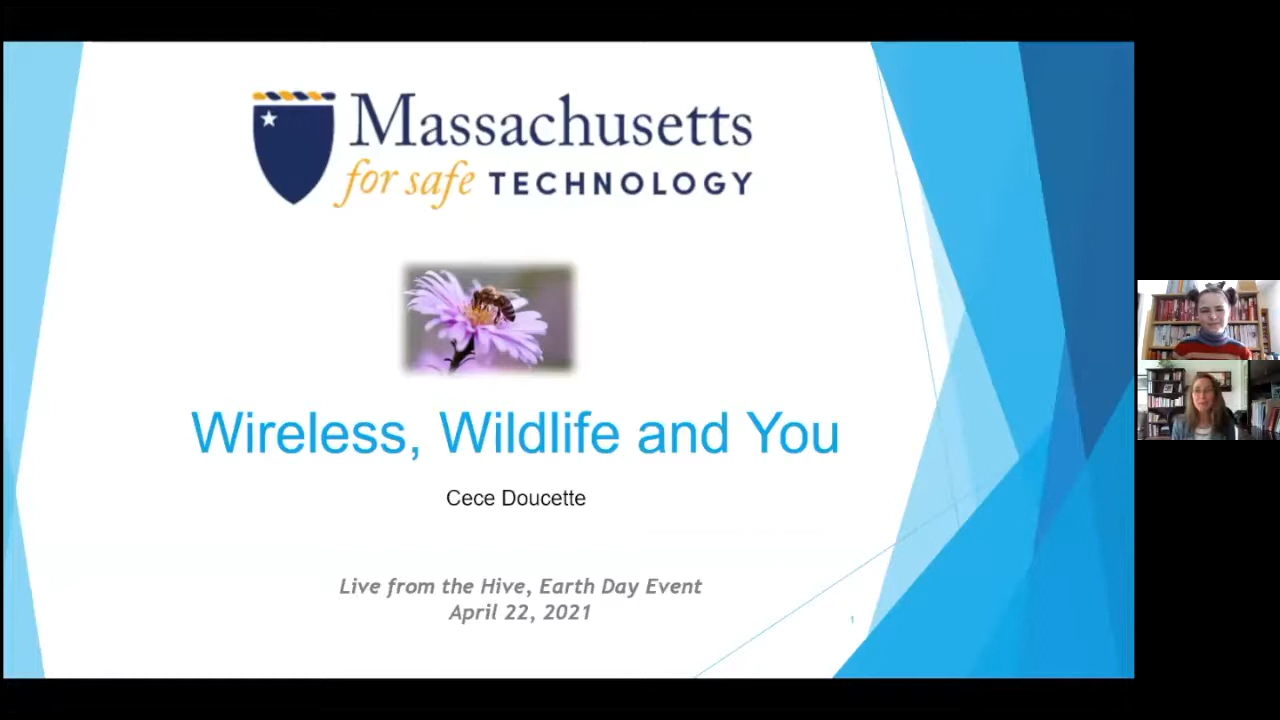 Massachusetts
for safe TECHNOLOGY
Wireless, Wildlife and You
Cece Doucette
Live from the Hive, Earth Day Event
April 22, 2021
1